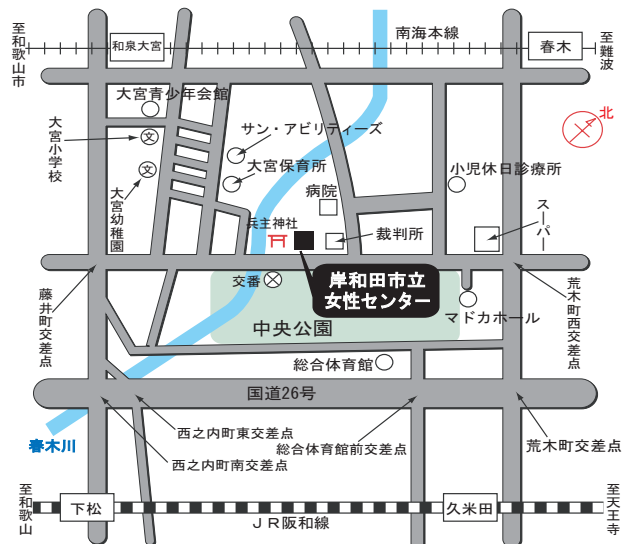 至和歌山市
和泉大宮
南海本線
春木
至難波
北
大宮青少年会館
大宮小学校
文
サン・アビリティーズ
大宮保育所
文
大宮幼稚園
病院
小児休日診療所
スーパー
兵主神社
裁判所
岸和田市立
女性センター
交番
マドカホール
中央公園
藤井町交差点
荒木町西交差点
総合体育館
国道26号
春木川
西之内町東交差点
西之内町南交差点
総合体育館前交差点
荒木町交差点
至和歌山
下松
JR阪和線
久米田
至天王寺